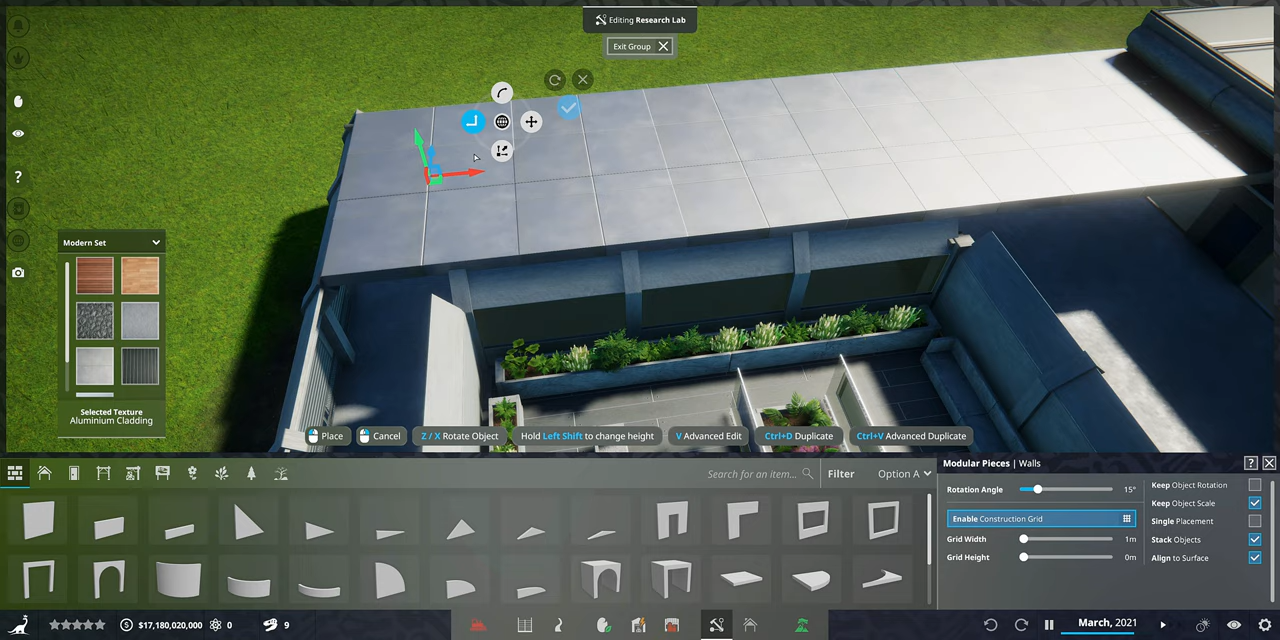 Editing Research Lab
Exit Group
Modern Set
Selected Texture
Aluminium Cladding
Place
Cancel
Z / X Rotate Object
Hold Left Shift to change height
V Advanced Edit
Ctrl+D Duplicate
Ctrl+V Advanced Duplicate
Search for an item...
Filter
Option A
Modular Pieces | Walls
?
Rotation Angle
15°
Enable Construction Grid
Grid Width
1m
Grid Height
0m
Keep Object Rotation
Keep Object Scale
Single Placement
Stack Objects
Align to Surface
$17,180,020,000
0
9
March, 2021